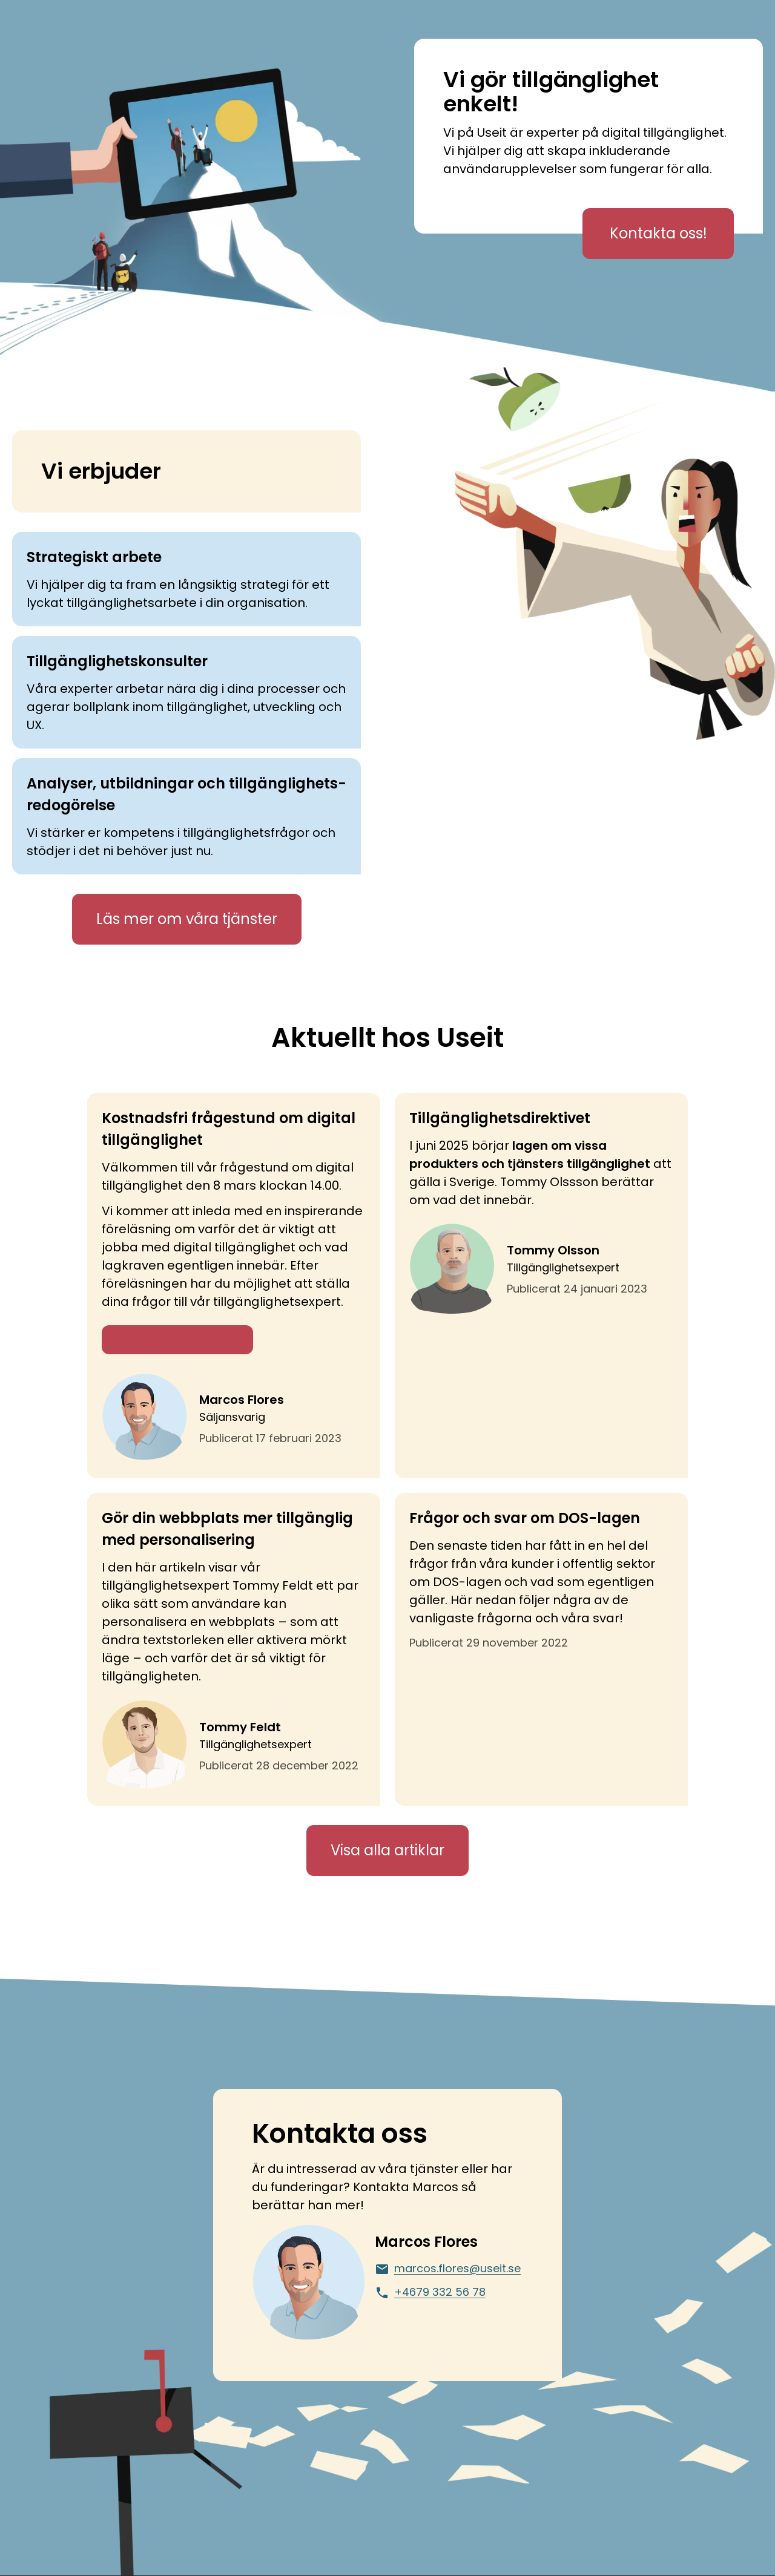 Vi gör tillgänglighet
enkelt!
Vi på Useit är experter på digital tillgänglighet.
Vi hjälper dig att skapa inkluderande
användarupplevelser som fungerar för alla.
Kontakta oss!
Vi erbjuder
Strategiskt arbete
Vi hjälper dig ta fram en långsiktig strategi för ett
lyckat tillgänglighetsarbete i din organisation.
Tillgänglighetskonsulter
Våra experter arbetar nära dig i dina processer och
agerar bollplank inom tillgänglighet, utveckling och
UX.
Analyser, utbildningar och tillgänglighets-
redogörelse
Vi stärker er kompetens i tillgänglighetsfrågor och
stödjer i det ni behöver just nu.
Läs mer om våra tjänster
Aktuellt hos Useit
Kostnadsfri frågestund om digital
tillgänglighet
Välkommen till vår frågestund om digital
tillgänglighet den 8 mars klockan 14.00.
Vi kommer att inleda med en inspirerande
föreläsning om varför det är viktigt att
jobba med digital tillgänglighet och vad
lagkraven egentligen innebär. Efter
föreläsningen har du möjlighet att ställa
dina frågor till vår tillgänglighetsexpert.
Marcos Flores
Säljansvarig
Publicerat 17 februari 2023
Tillgänglighetsdirektivet
I juni 2025 börjar lagen om vissa
produkters och tjänsters tillgänglighet att
gälla i Sverige. Tommy Olssson berättar
om vad det innebär.
Tommy Olsson
Tillgänglighetsexpert
Publicerat 24 januari 2023
Gör din webbplats mer tillgänglig
med personalisering
I den här artikeln visar vår
tillgänglighetsexpert Tommy Feldt ett par
olika sätt som användare kan
personalisera en webbplats – som att
ändra textstorleken eller aktivera mörkt
läge – och varför det är så viktigt för
tillgängligheten.
Tommy Feldt
Tillgänglighetsexpert
Publicerat 28 december 2022
Frågor och svar om DOS-lagen
Den senaste tiden har fått in en hel del
frågor från våra kunder i offentlig sektor
om DOS-lagen och vad som egentligen
gäller. Här nedan följer några av de
vanligaste frågorna och våra svar!
Publicerat 29 november 2022
Visa alla artiklar
Kontakta oss
Är du intresserad av våra tjänster eller har
du funderingar? Kontakta Marcos så
berättar han mer!
Marcos Flores
marcos.flores@useit.se
+4679 332 56 78